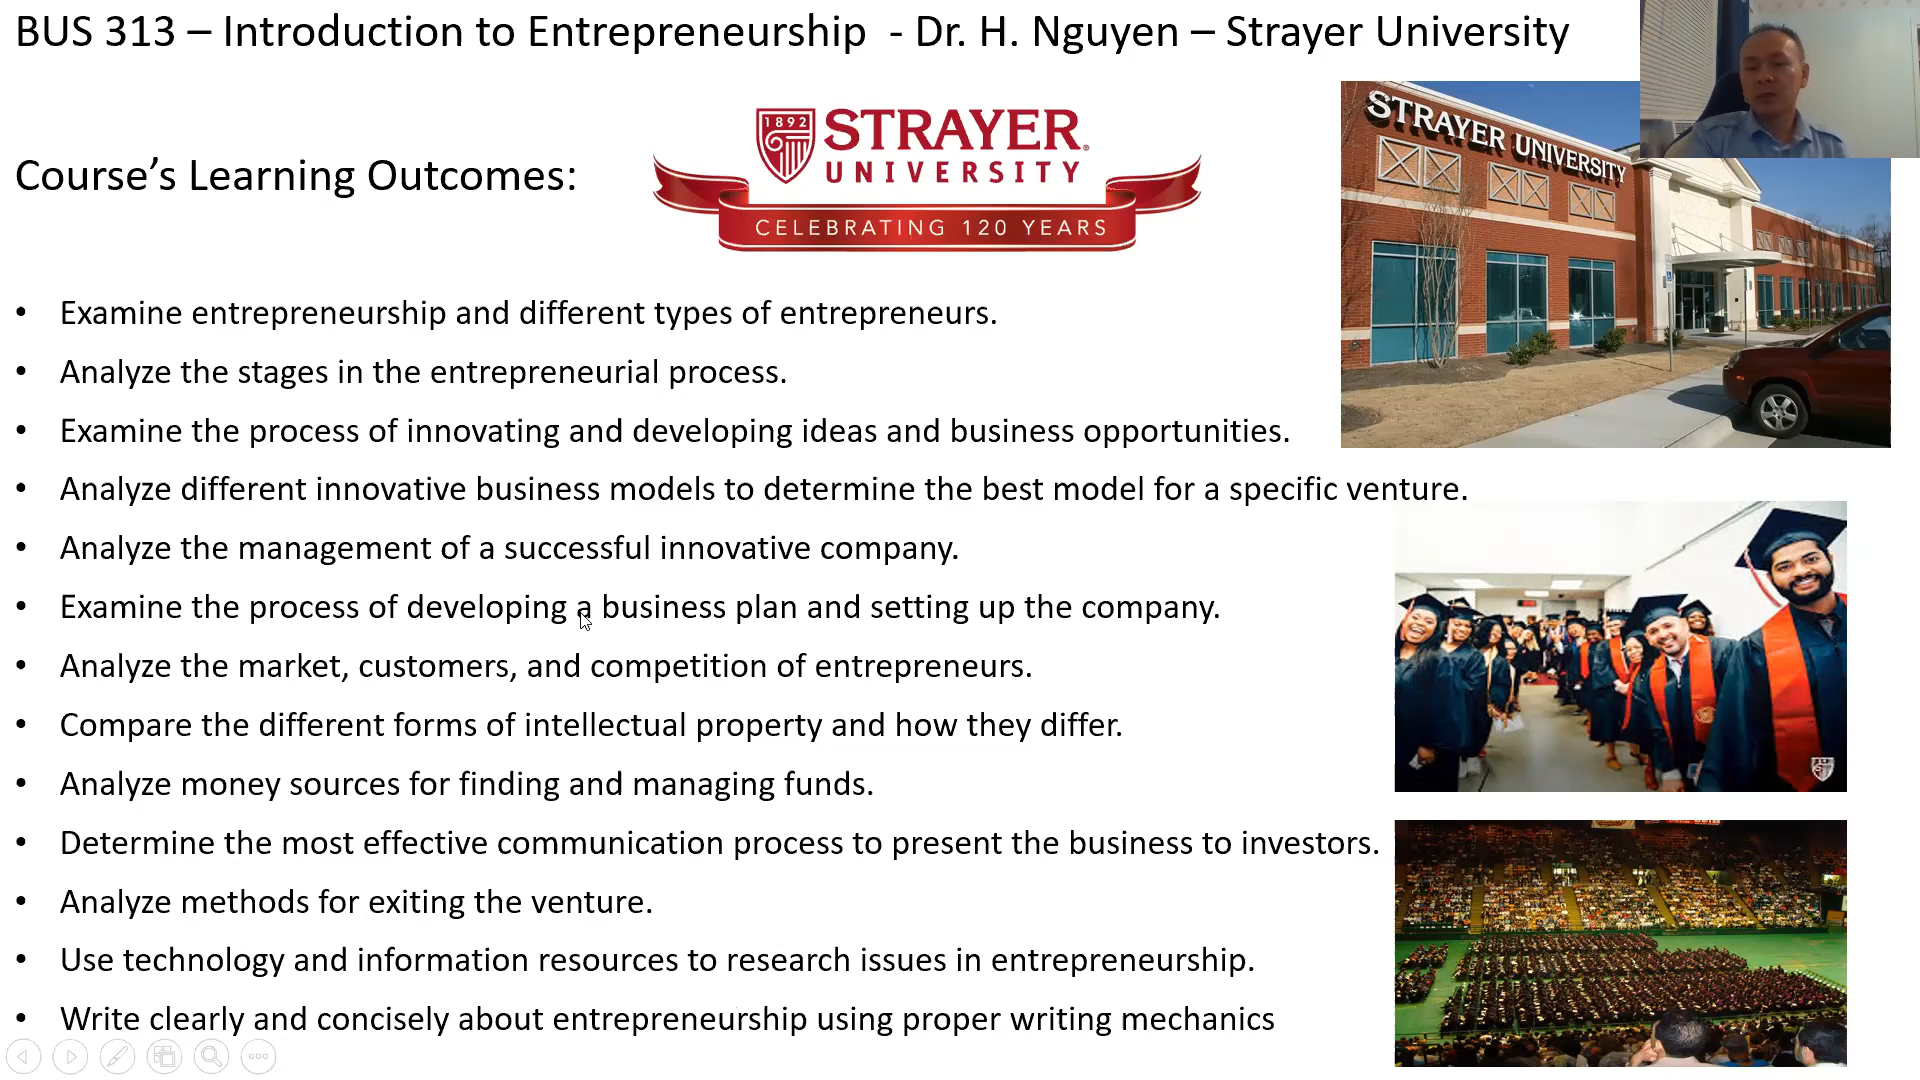 BUS 313 – Introduction to Entrepreneurship - Dr. H. Nguyen – Strayer University
1892
STRAYER
UNIVERSITY
CELEBRATING 120 YEARS
STRAYER UNIVERSITY
Course’s Learning Outcomes:
• Examine entrepreneurship and different types of entrepreneurs.
• Analyze the stages in the entrepreneurial process.
• Examine the process of innovating and developing ideas and business opportunities.
• Analyze different innovative business models to determine the best model for a specific venture.
• Analyze the management of a successful innovative company.
• Examine the process of developing a business plan and setting up the company.
• Analyze the market, customers, and competition of entrepreneurs.
• Compare the different forms of intellectual property and how they differ.
• Analyze money sources for finding and managing funds.
• Determine the most effective communication process to present the business to investors.
• Analyze methods for exiting the venture.
• Use technology and information resources to research issues in entrepreneurship.
• Write clearly and concisely about entrepreneurship using proper writing mechanics